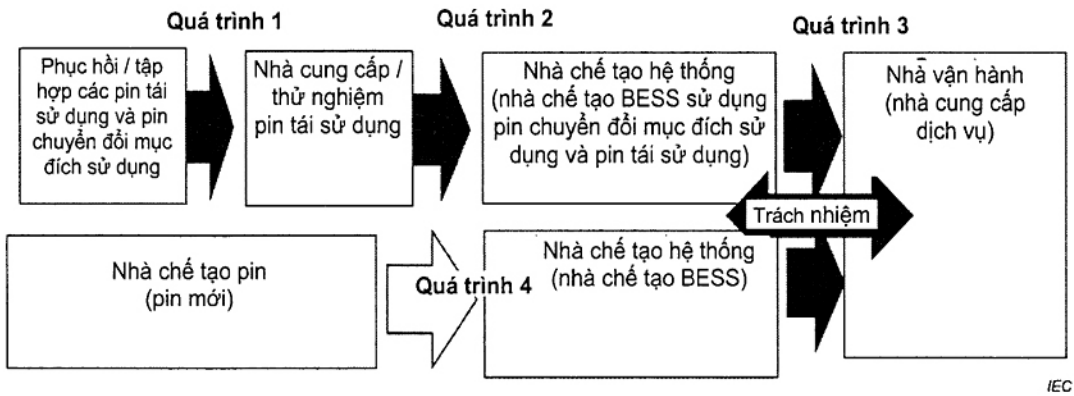 Quá trình 1
Quá trình 2
Quá trình 3
Phục hồi / tập
hợp các pin tái
sử dụng và pin
chuyển đổi mục
đích sử dụng
Nhà cung cấp /
thử nghiệm
pin tái sử dụng
Nhà chế tạo hệ thống
(nhà chế tạo BESS sử dụng
pin chuyển đổi mục đích sử
dụng và pin tái sử dụng)
Nhà vận hành
(nhà cung cấp
dịch vụ)
Trách nhiệm
Nhà chế tạo pin
(pin mới)
Quá trình 4
Nhà chế tạo hệ thống
(nhà chế tạo BESS)
IEC